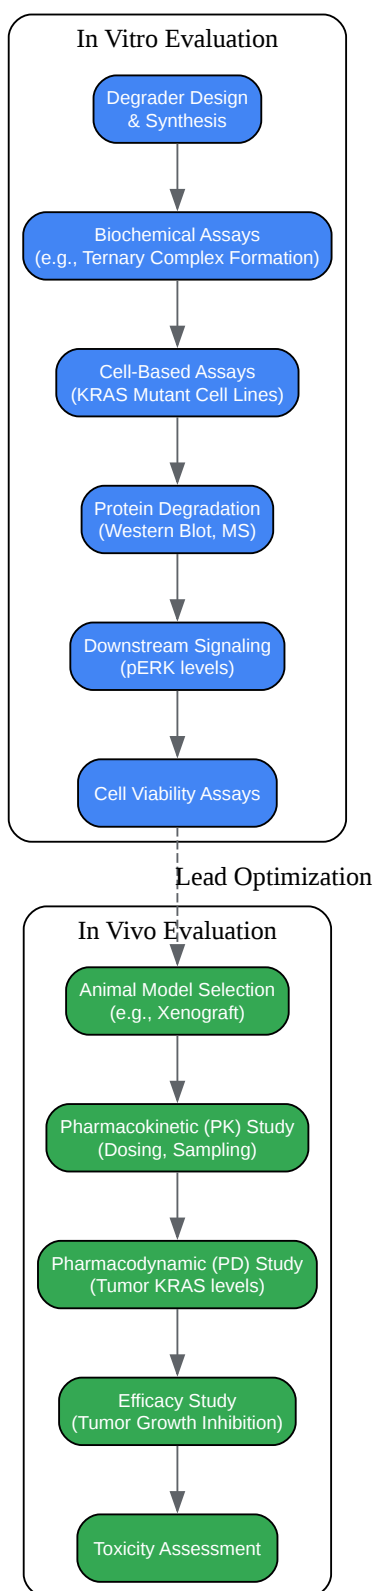 In Vitro Evaluation
Degrader Design
& Synthesis
Biochemical Assays
(e.g., Ternary Complex Formation)
Cell-Based Assays
(KRAS Mutant Cell Lines)
Protein Degradation
(Western Blot, MS)
Downstream Signaling
(pERK levels)
Cell Viability Assays
Lead Optimization
In Vivo Evaluation
Animal Model Selection
(e.g., Xenograft)
Pharmacokinetic (PK) Study
(Dosing, Sampling)
Pharmacodynamic (PD) Study
(Tumor KRAS levels)
Efficacy Study
(Tumor Growth Inhibition)
Toxicity Assessment